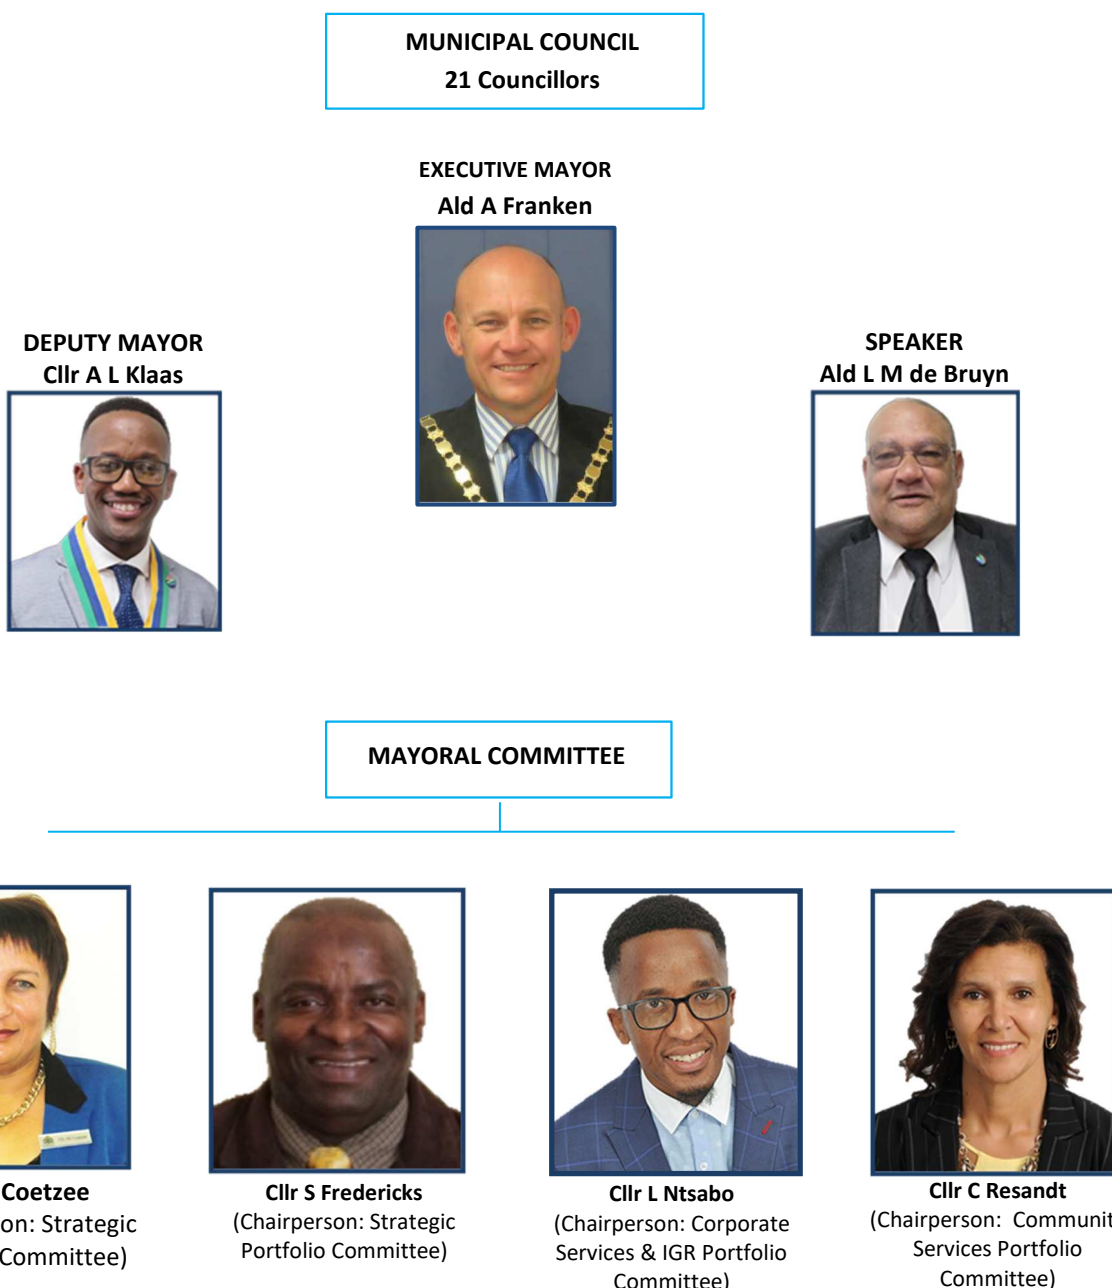 MUNICIPAL COUNCIL
21 Councillors
EXECUTIVE MAYOR
Ald A Franken
DEPUTY MAYOR
Cllr A L Klaas
SPEAKER
Ald L M de Bruyn
MAYORAL COMMITTEE
Coetzee
on: Strategic
Committee)
Cllr S Fredericks
(Chairperson: Strategic
Portfolio Committee)
Cllr L Ntsabo
(Chairperson: Corporate
Services & IGR Portfolio
Committee)
Cllr C Resandt
(Chairperson: Communit
Services Portfolio
Committee)